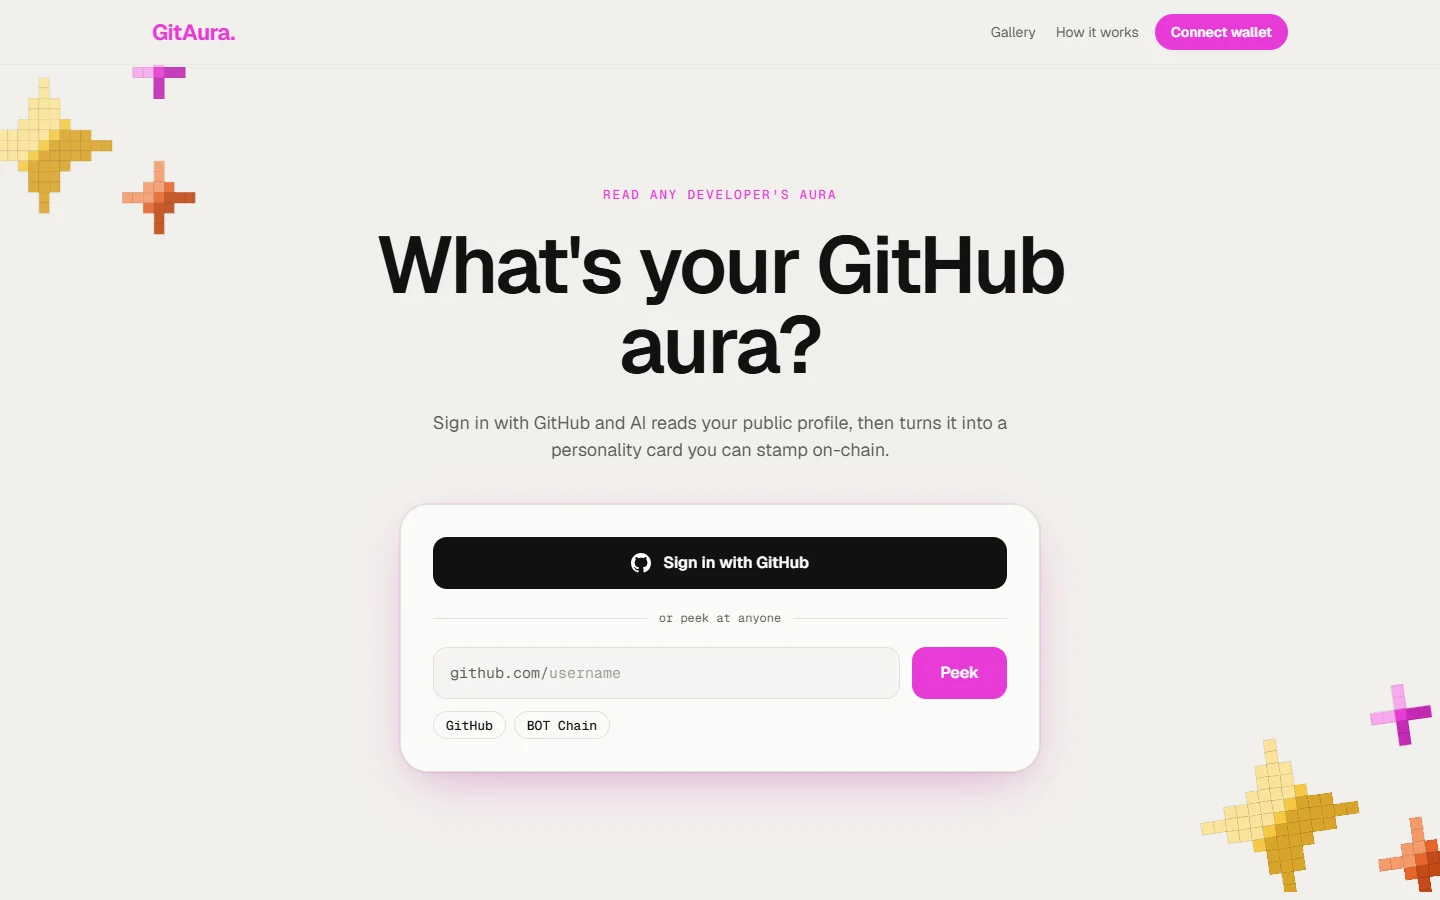 GitAura.
Gallery
How it works
Connect wallet
READ ANY DEVELOPER'S AURA
What's your GitHub
aura?
Sign in with GitHub and AI reads your public profile, then turns it into a
personality card you can stamp on-chain.
Sign in with GitHub
or peek at anyone
github.com/username
Peek
GitHub
BOT Chain